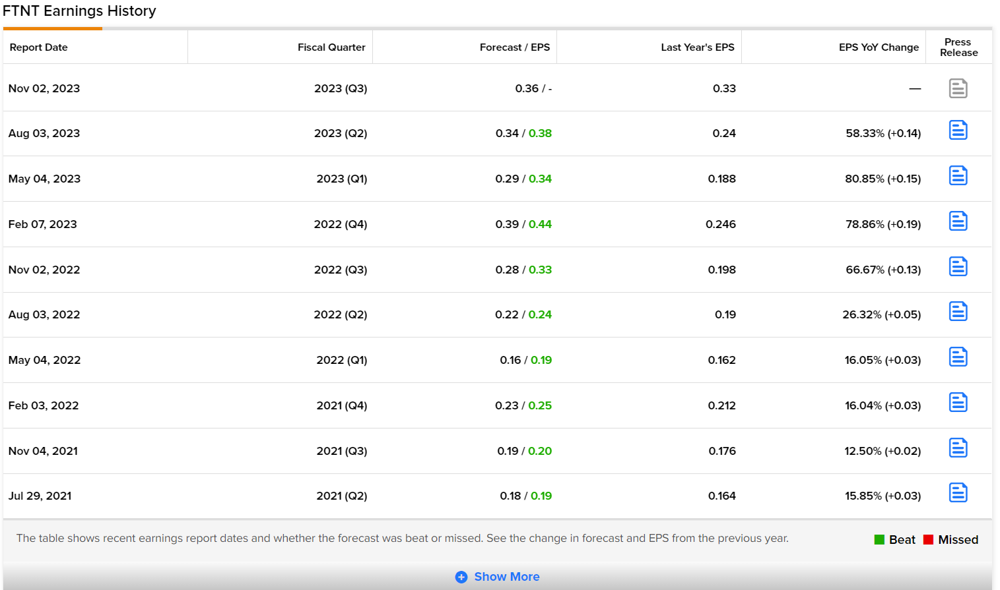 FTNT Earnings History
Report Date Fiscal Quarter Forecast / EPS Last Year's EPS EPS YoY Change Press Release
Nov 02, 2023 2023 (Q3) 0.36 / - 0.33 —
Aug 03, 2023 2023 (Q2) 0.34 / 0.38 0.24 58.33% (+0.14)
May 04, 2023 2023 (Q1) 0.29 / 0.34 0.188 80.85% (+0.15)
Feb 07, 2023 2022 (Q4) 0.39 / 0.44 0.246 78.86% (+0.19)
Nov 02, 2022 2022 (Q3) 0.28 / 0.33 0.198 66.67% (+0.13)
Aug 03, 2022 2022 (Q2) 0.22 / 0.24 0.19 26.32% (+0.05)
May 04, 2022 2022 (Q1) 0.16 / 0.19 0.162 16.05% (+0.03)
Feb 03, 2022 2021 (Q4) 0.23 / 0.25 0.212 16.04% (+0.03)
Nov 04, 2021 2021 (Q3) 0.19 / 0.20 0.176 12.50% (+0.02)
Jul 29, 2021 2021 (Q2) 0.18 / 0.19 0.164 15.85% (+0.03)
The table shows recent earnings report dates and whether the forecast was beat or missed. See the change in forecast and EPS from the previous year. Beat Missed
Show More